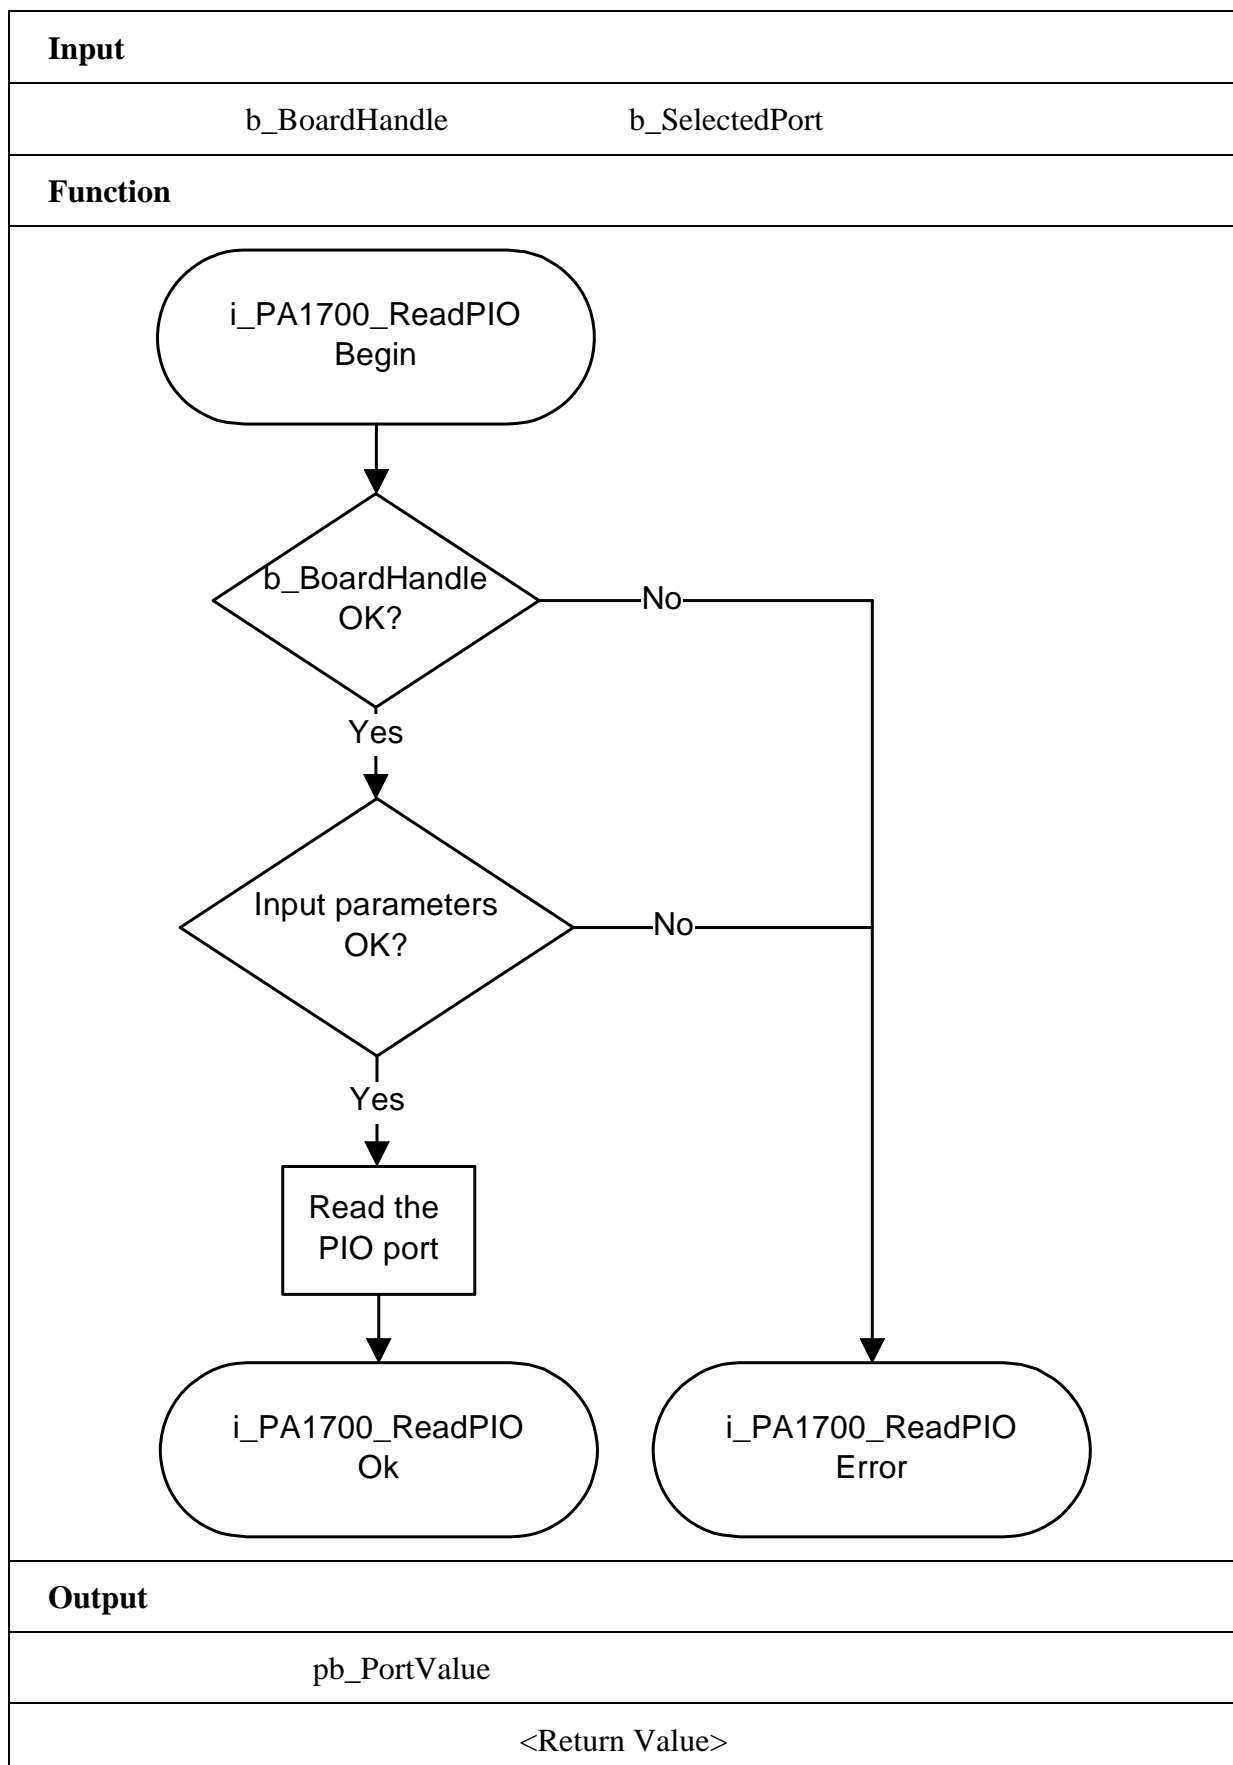 Input
b_BoardHandle b_SelectedPort
Function
i_PA1700_ReadPIO
Begin
b_BoardHandle
OK?
No
Yes
Input parameters
OK?
No
Yes
Read the
PIO port
i_PA1700_ReadPIO
Ok
i_PA1700_ReadPIO
Error
Output
pb_PortValue
<Return Value>